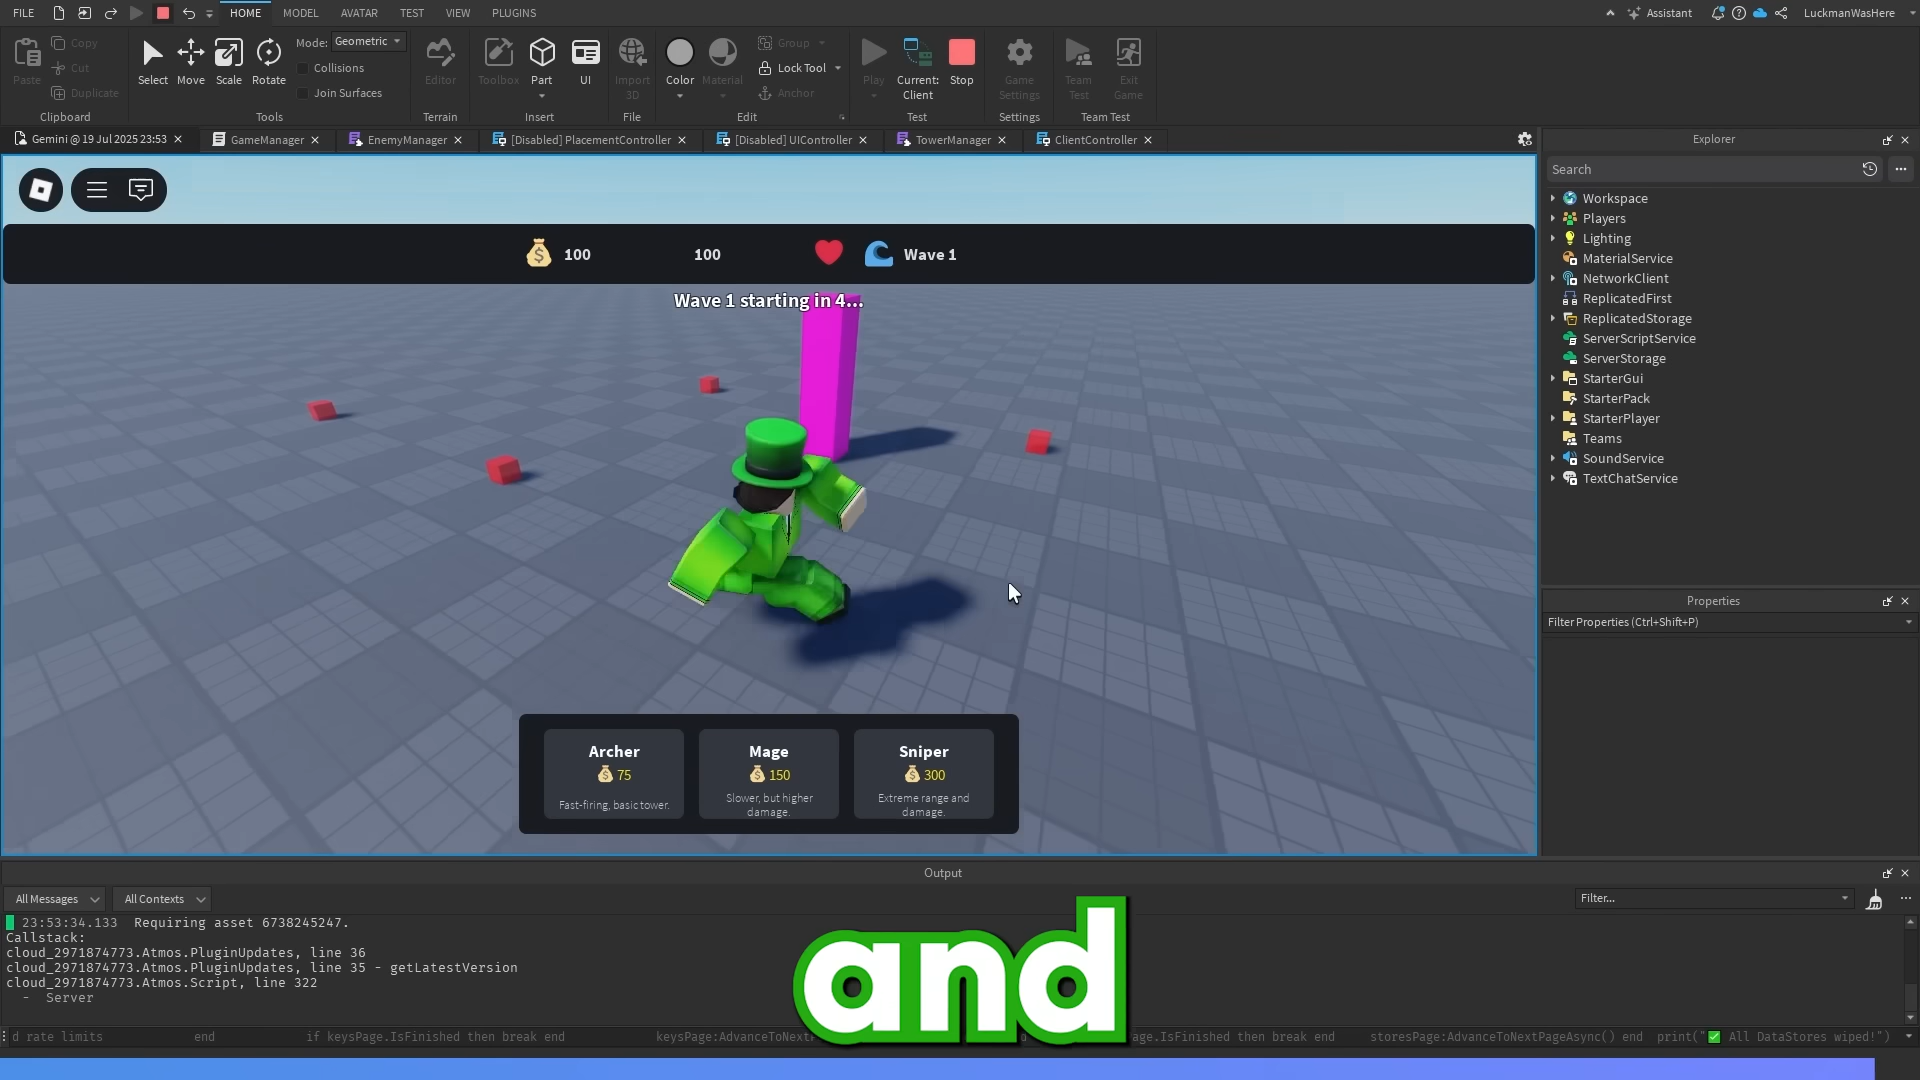 FILE HOME MODEL AVATAR TEST VIEW PLUGINS Assistant LuckmanWasHere
Paste Copy Cut Duplicate Clipboard
Select Move Scale Rotate Mode: Geometric Collisions Join Surfaces Tools
Editor Terrain
Toolbox Part UI Insert
Import 3D File
Color Material Group Lock Tool Anchor Edit
Play Current: Client Stop Test
Game Settings Settings
Team Test Exit Game Team Test
Gemini @ 19 Jul 2025 23:53 GameManager EnemyManager [Disabled] PlacementController [Disabled] UIController TowerManager ClientController
100 100 Wave 1
Wave 1 starting in 4...
Archer
75
Fast-firing, basic tower.
Mage
150
Slower, but higher
damage.
Sniper
300
Extreme range and
damage.
Explorer
Search
Workspace
Players
Lighting
MaterialService
NetworkClient
ReplicatedFirst
ReplicatedStorage
ServerScriptService
ServerStorage
StarterGui
StarterPack
StarterPlayer
Teams
SoundService
TextChatService
Properties
Filter Properties (Ctrl+Shift+P)
Output
All Messages All Contexts Filter...
23:53:34.133 Requiring asset 6738245247.
Callstack:
cloud_2971874773.Atmos.PluginUpdates, line 36
cloud_2971874773.Atmos.PluginUpdates, line 35 - getLatestVersion
cloud_2971874773.Atmos.Script, line 322
- Server
and
d rate limits end if keysPage.IsFinished then break end keysPage:AdvanceToNext age.IsFinished then break end storesPage:AdvanceToNextPageAsync() end print("✅ All DataStores wiped!")